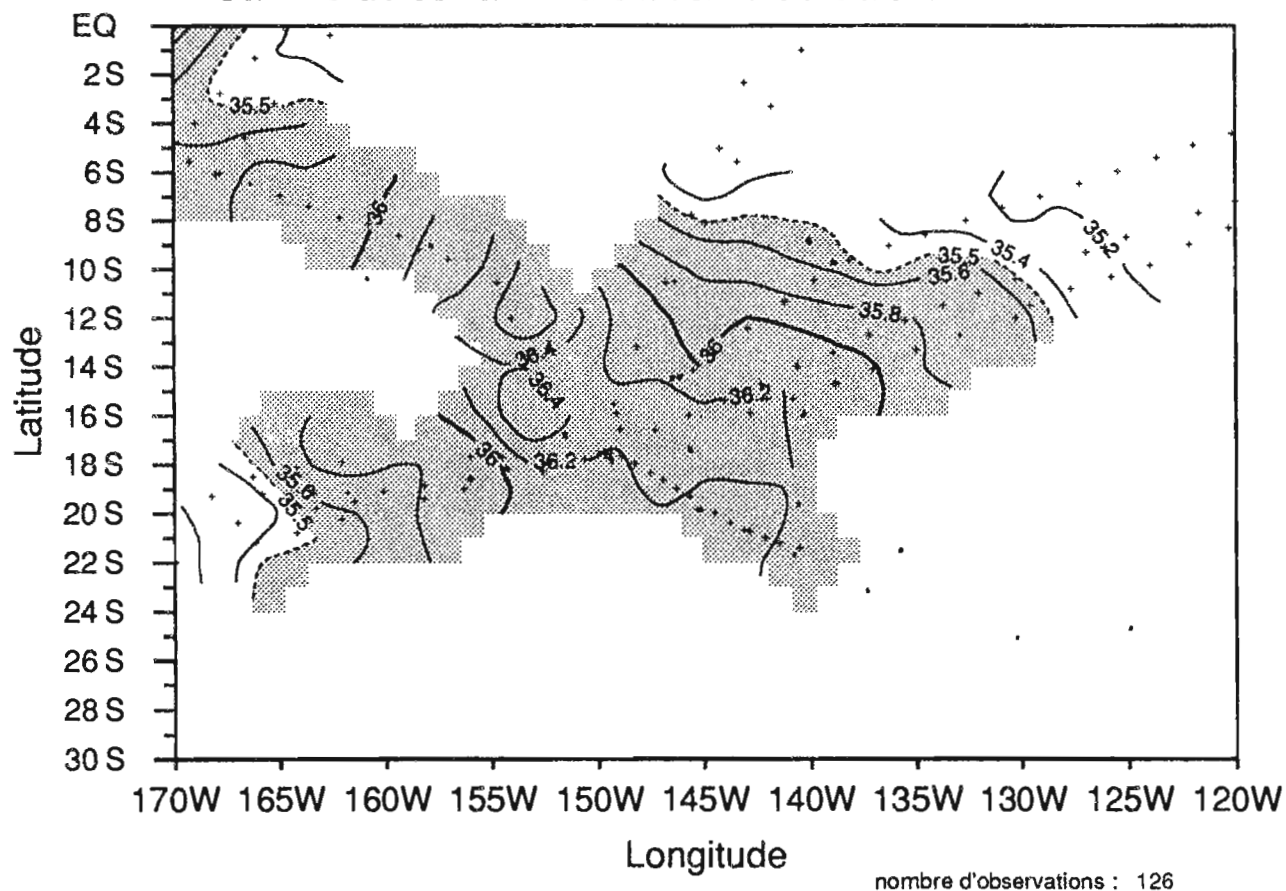 EQ
2S
4S
6S
8S
10S
12S
14S
16S
18S
20S
22S
24S
26S
28S
30S
Latitude
35.5
36
35.2
35.4
35.5
35.6
35.8
36
36.4
36.4
36.2
36.2
36
35.6
35.5
170W 165W 160W 155W 150W 145W 140W 135W 130W 125W 120W
Longitude
nombre d'observations : 126